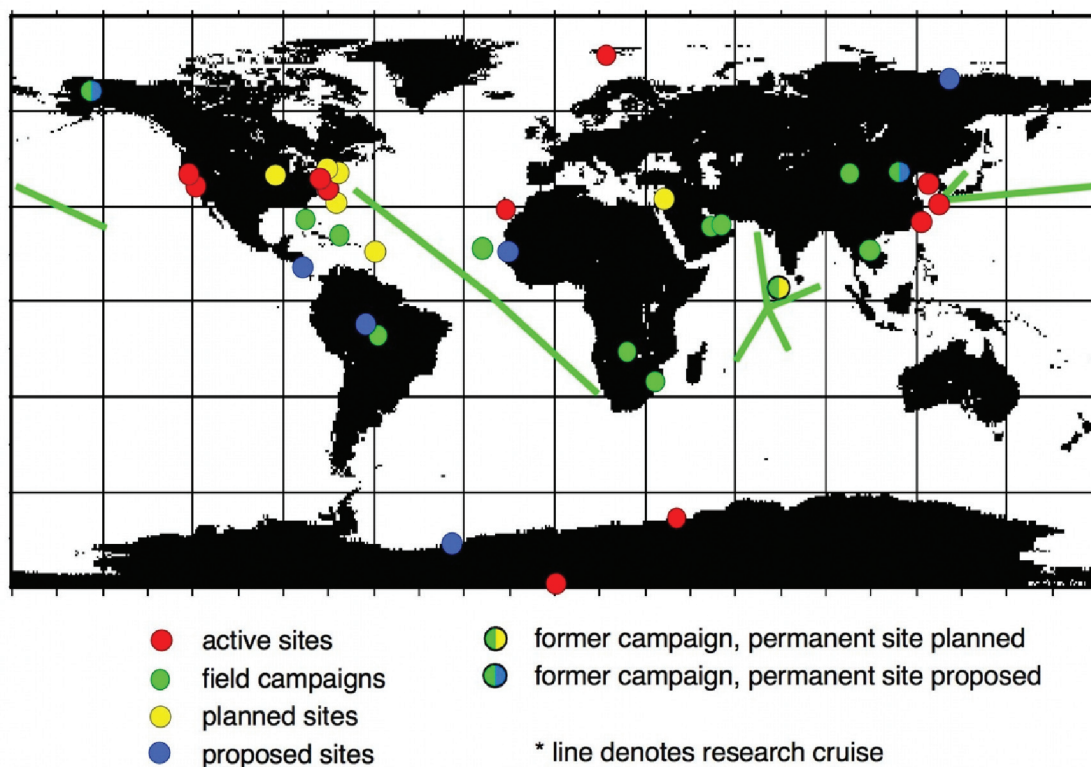 active sites
field campaigns
planned sites
proposed sites
former campaign, permanent site planned
former campaign, permanent site proposed
* line denotes research cruise